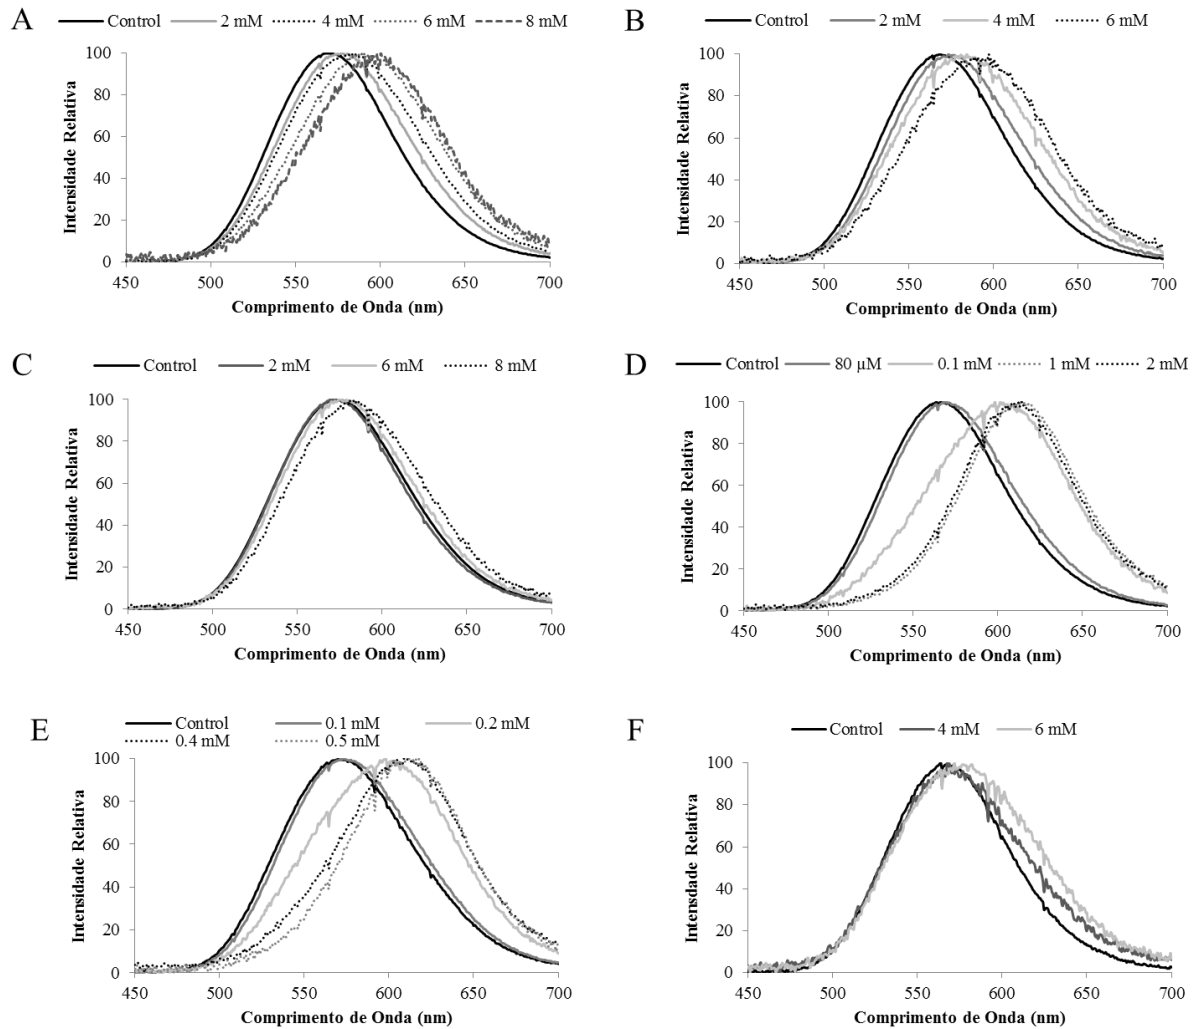 A
Control 2 mM 4 mM 6 mM 8 mM
Intensidade Relativa
100
80
60
40
20
0
450 500 550 600 650 700
Comprimento de Onda (nm)
B
Control 2 mM 4 mM 6 mM
Intensidade Relativa
100
80
60
40
20
0
450 500 550 600 650 700
Comprimento de Onda (nm)
C
Control 2 mM 6 mM 8 mM
Intensidade Relativa
100
80
60
40
20
0
450 500 550 600 650 700
Comprimento de Onda (nm)
D
Control 80 µM 0.1 mM 1 mM 2 mM
Intensidade Relativa
100
80
60
40
20
0
450 500 550 600 650 700
Comprimento de Onda (nm)
E
Control 0.1 mM 0.2 mM
0.4 mM 0.5 mM
Intensidade Relativa
100
80
60
40
20
0
450 500 550 600 650 700
Comprimento de Onda (nm)
F
Control 4 mM 6 mM
Intensdade Relativa
100
80
60
40
20
0
450 500 550 600 650 700
Comprimento de Onda (nm)